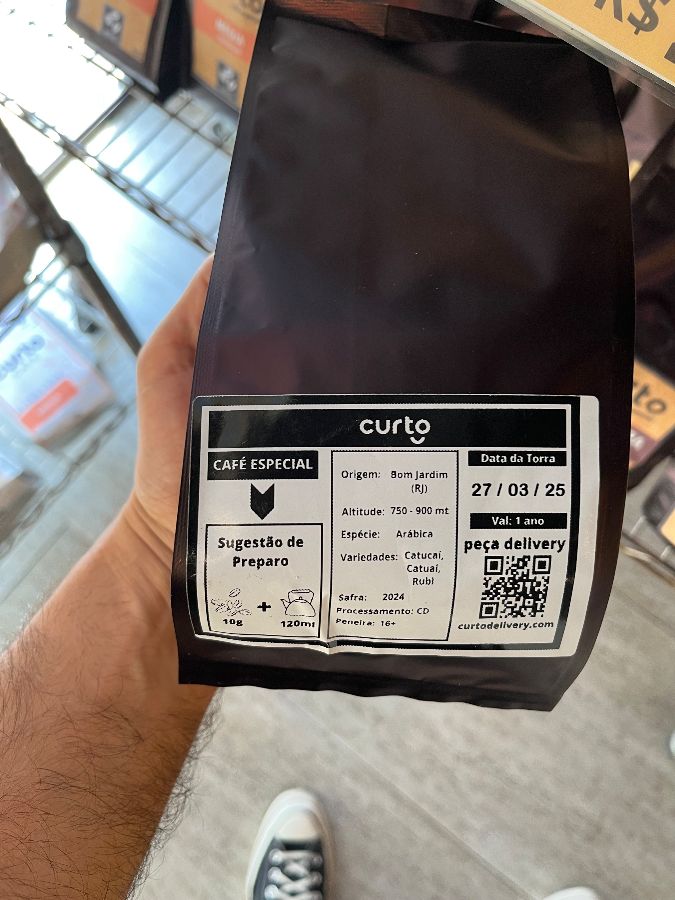 R$
curto
CAFÉ ESPECIAL
Sugestão de
Preparo
+
10g
120ml
Origem: Bom Jardim
(RJ)
Altitude: 750 - 900 mt
Espécie: Arábica
Variedades: Catucaí,
Catuaí,
Rubi
Safra: 2024
Processamento: CD
Peneira: 16+
Data da Torra
27 / 03 / 25
Val: 1 ano
peça delivery
curtodelivery.com
curto